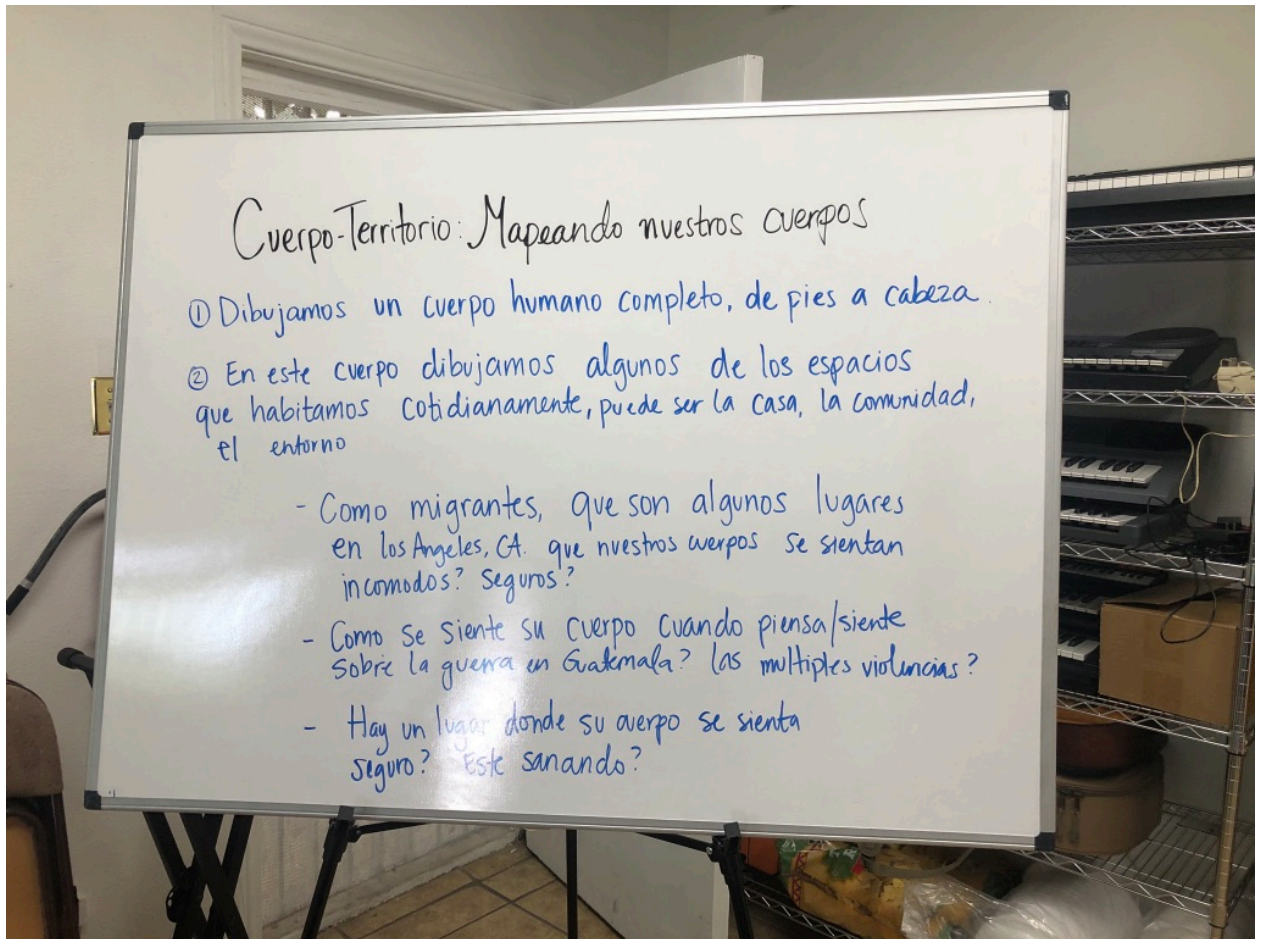 Cuerpo-Territorio: Mapeando nuestros cuerpos
① Dibujamos un cuerpo humano completo, de pies a cabeza.
② En este cuerpo dibujamos algunos de los espacios
que habitamos cotidianamente, puede ser la casa, la comunidad,
el entorno
- Como migrantes, que son algunos lugares
en los Angeles, CA. que nuestros cuerpos se sientan
incomodos? seguros?
- Como se siente su cuerpo cuando piensa/siente
sobre la guerra en Guatemala? las multiples violencias?
- Hay un lugar donde su cuerpo se sienta
seguro? Este sanando?